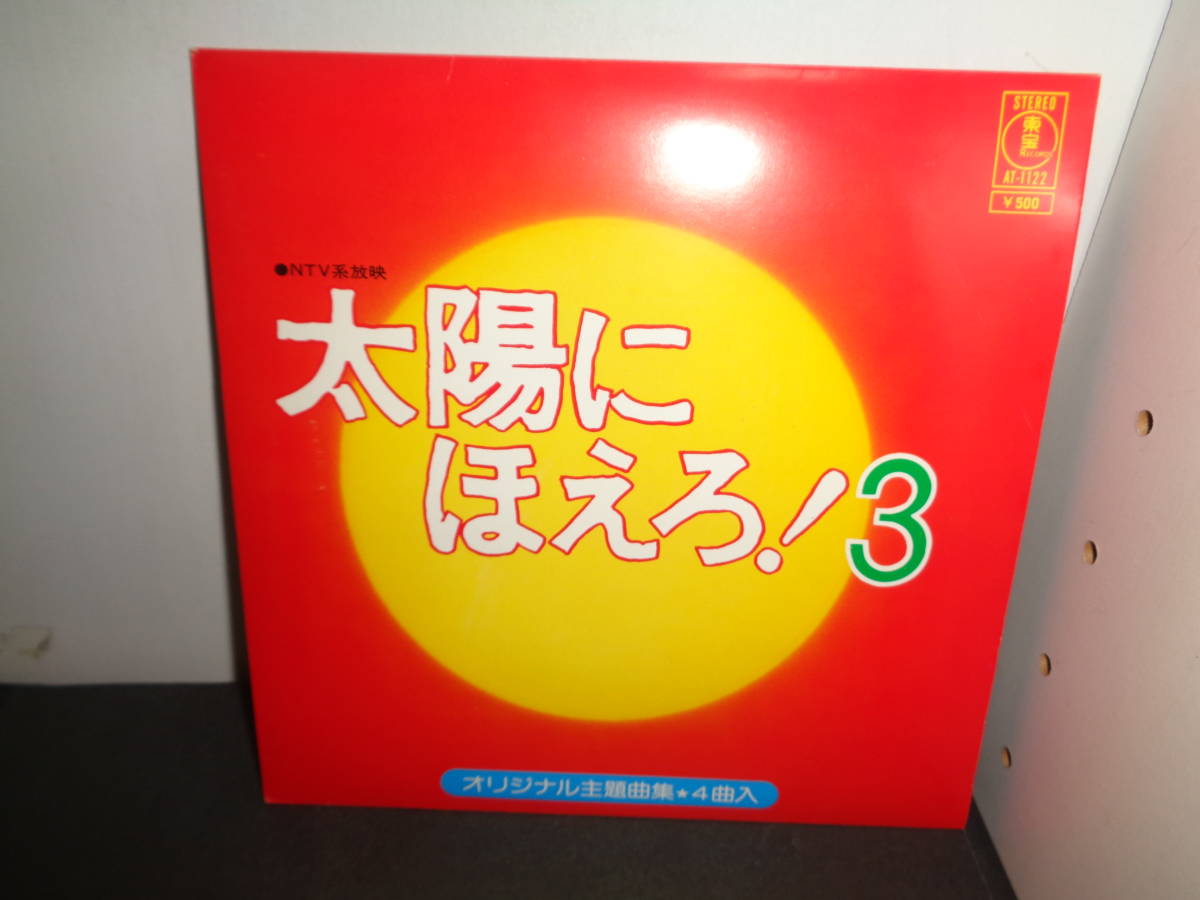 STEREO
東宝
RECORDS
AT-1122
¥500
●NTV系放映
太陽に
ほえろ!3
オリジナル主題曲集★4曲入